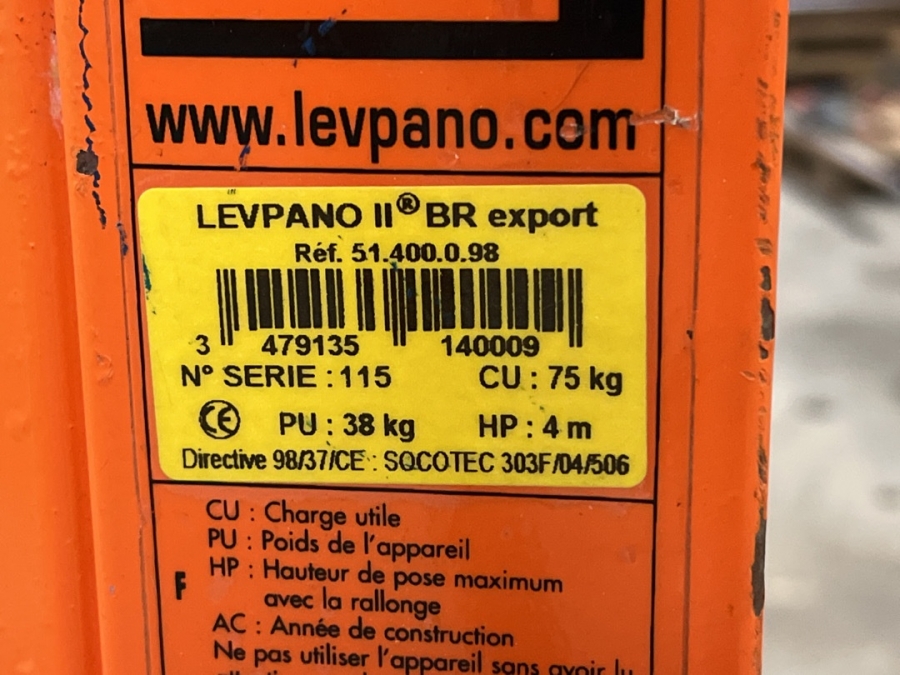 www.levpano.com
LEVPANO II® BR export
Réf. 51.400.0.98
3 479135 140009
N° SERIE : 115 CU : 75 kg
CE PU : 38 kg HP : 4 m
Directive 98/37/CE : SOCOTEC 303F/04/506
CU : Charge utile
PU : Poids de l'appareil
HP : Hauteur de pose maximum
F
avec la rallonge
AC : Année de construction
Ne pas utiliser l'appareil sans avoir lu